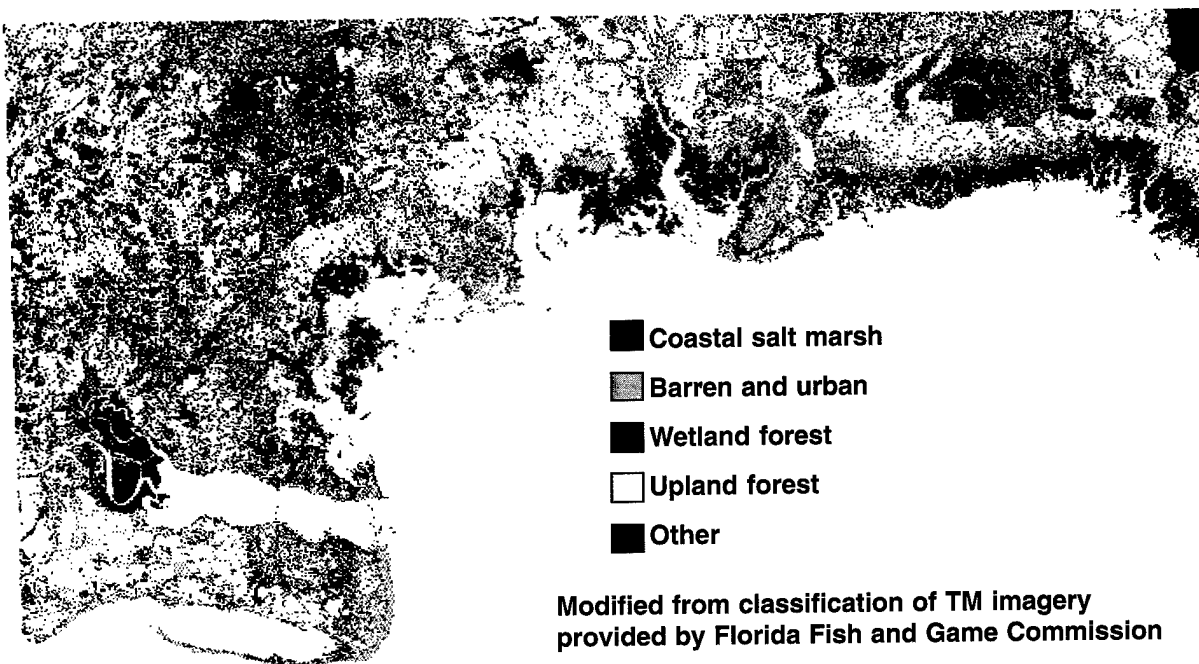 Coastal salt marsh
Barren and urban
Wetland forest
Upland forest
Other
Modified from classification of TM imagery
provided by Florida Fish and Game Commission